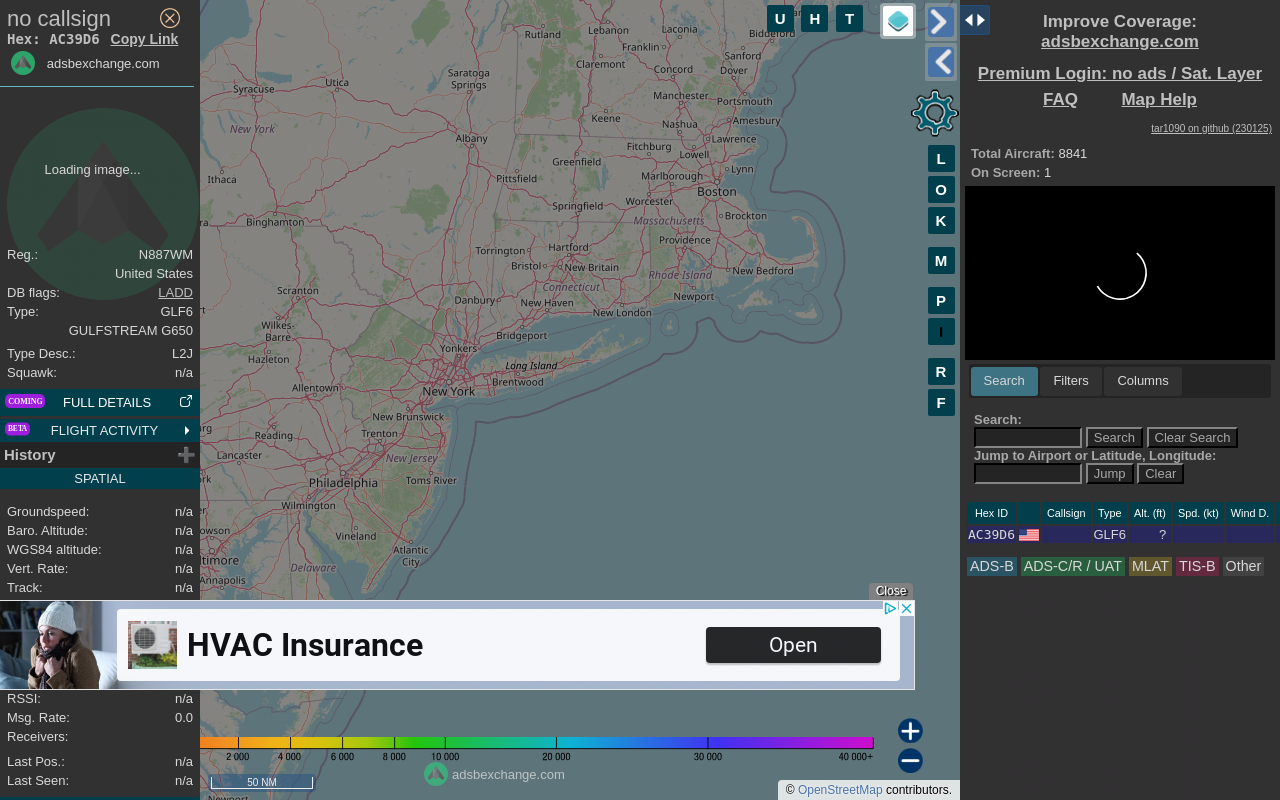 no callsign
Hex: AC39D6 Copy Link
adsbexchange.com
Loading image...
Reg.: N887WM
United States
DB flags: LADD
Type: GLF6
GULFSTREAM G650
Type Desc.: L2J
Squawk: n/a
COMING FULL DETAILS
BETA FLIGHT ACTIVITY
History
SPATIAL
Groundspeed: n/a
Baro. Altitude: n/a
WGS84 altitude: n/a
Vert. Rate: n/a
Track: n/a
RSSI: n/a
Msg. Rate: 0.0
Receivers:
Last Pos.: n/a
Last Seen: n/a
U H T
L
O
K
M
P
I
R
F
Rutland
Lebanon
Laconia
Biddeford
Franklin
Sanford
Claremont
Concord
Dover
Saratoga
Springs
Utica
Syracuse
Manchester
Portsmouth
Keene
Nashua
Amesbury
New York
Albany
Fitchburg
Lawrence
Greenfield
Lowell
Lynn
Ithaca
Pittsfield
Marlborough
Boston
Worcester
Springfield
Massachusetts
Brockton
Binghamton
Providence
Torrington
Hartford
Bristol
New Britain
Rhode Island
New Bedford
Connecticut
Scranton
Danbury
New Haven
Newport
New London
Wilkes-
Barre
Bridgeport
Yonkers
Hazleton
Long Island
Brentwood
Allentown
New York
New Brunswick
Reading
Trenton
Lancaster
New Jersey
Toms River
Philadelphia
Wilmington
Vineland
Atlantic
City
Annapolis
Delaware
Close
HVAC Insurance
Open
2 000 4 000 6 000 8 000 10 000 20 000 30 000 40 000+
adsbexchange.com
50 NM
© OpenStreetMap contributors.
Improve Coverage:
adsbexchange.com
Premium Login: no ads / Sat. Layer
FAQ Map Help
tar1090 on github (230125)
Total Aircraft: 8841
On Screen: 1
Search Filters Columns
Search:
Search Clear Search
Jump to Airport or Latitude, Longitude:
Jump Clear
Hex ID Callsign Type Alt. (ft) Spd. (kt) Wind D.
AC39D6 GLF6 ?
ADS-B ADS-C/R / UAT MLAT TIS-B Other